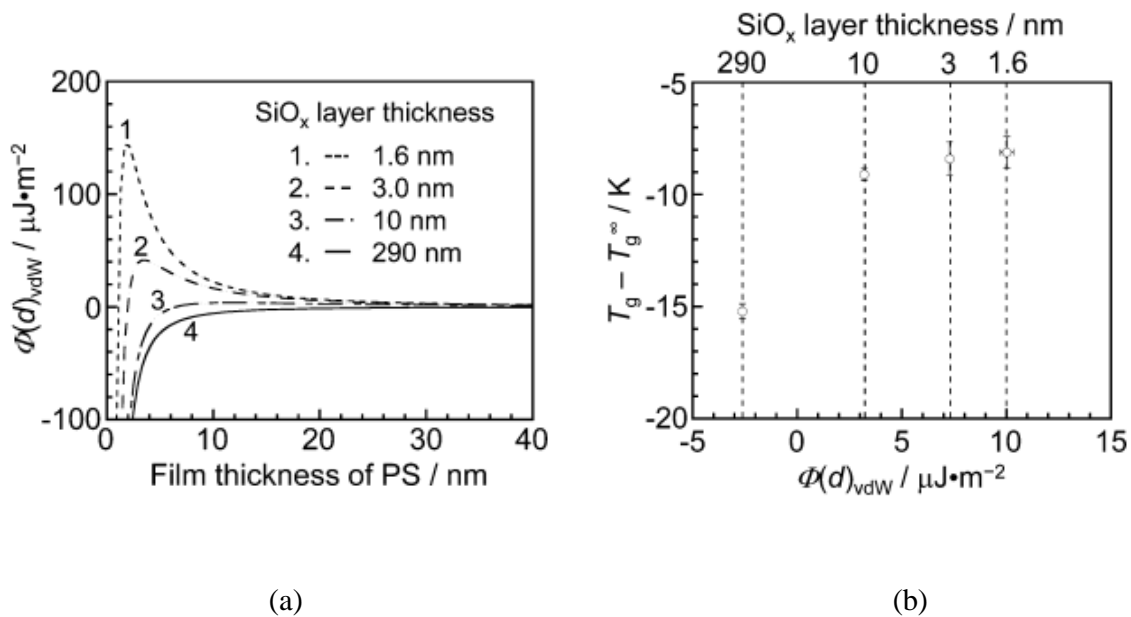 200
100
0
-100
0
10
20
30
40
Φ(d)vdW / μJ•m−2
Film thickness of PS / nm
SiOx layer thickness
1. 1.6 nm
2. 3.0 nm
3. 10 nm
4. 290 nm
1
2
3
4
(a)
SiOx layer thickness / nm
290
10
3
1.6
-5
-10
-15
-20
Tg − Tg∞ / K
-5
0
5
10
15
Φ(d)vdW / μJ•m−2
(b)